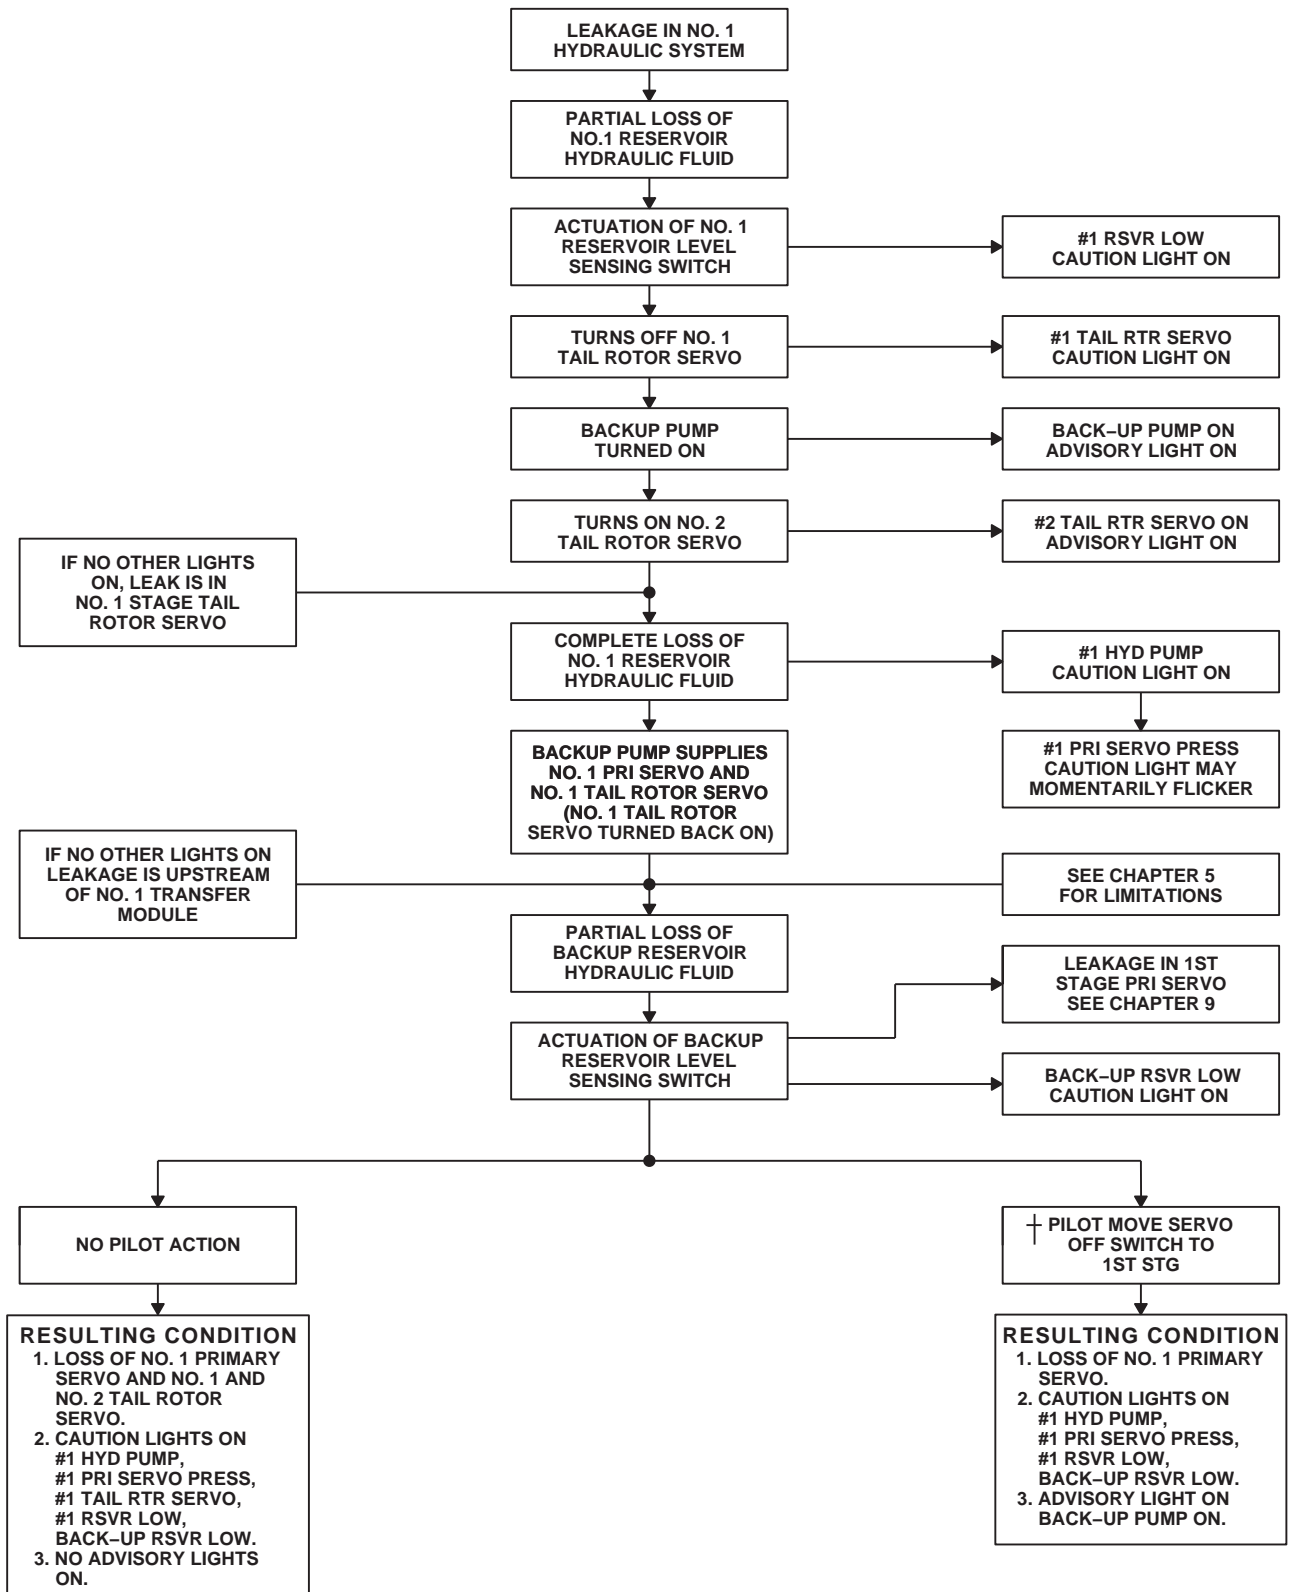 LEAKAGE IN NO. 1
HYDRAULIC SYSTEM
PARTIAL LOSS OF
NO.1 RESERVOIR
HYDRAULIC FLUID
ACTUATION OF NO. 1
RESERVOIR LEVEL
SENSING SWITCH
#1 RSVR LOW
CAUTION LIGHT ON
TURNS OFF NO. 1
TAIL ROTOR SERVO
#1 TAIL RTR SERVO
CAUTION LIGHT ON
BACKUP PUMP
TURNED ON
BACK–UP PUMP ON
ADVISORY LIGHT ON
TURNS ON NO. 2
TAIL ROTOR SERVO
#2 TAIL RTR SERVO ON
ADVISORY LIGHT ON
IF NO OTHER LIGHTS
ON, LEAK IS IN
NO. 1 STAGE TAIL
ROTOR SERVO
COMPLETE LOSS OF
NO. 1 RESERVOIR
HYDRAULIC FLUID
#1 HYD PUMP
CAUTION LIGHT ON
BACKUP PUMP SUPPLIES
NO. 1 PRI SERVO AND
NO. 1 TAIL ROTOR SERVO
(NO. 1 TAIL ROTOR
SERVO TURNED BACK ON)
#1 PRI SERVO PRESS
CAUTION LIGHT MAY
MOMENTARILY FLICKER
IF NO OTHER LIGHTS ON
LEAKAGE IS UPSTREAM
OF NO. 1 TRANSFER
MODULE
SEE CHAPTER 5
FOR LIMITATIONS
PARTIAL LOSS OF
BACKUP RESERVOIR
HYDRAULIC FLUID
LEAKAGE IN 1ST
STAGE PRI SERVO
SEE CHAPTER 9
ACTUATION OF BACKUP
RESERVOIR LEVEL
SENSING SWITCH
BACK–UP RSVR LOW
CAUTION LIGHT ON
NO PILOT ACTION
† PILOT MOVE SERVO
OFF SWITCH TO
1ST STG
RESULTING CONDITION
1. LOSS OF NO. 1 PRIMARY
SERVO AND NO. 1 AND
NO. 2 TAIL ROTOR
SERVO.
2. CAUTION LIGHTS ON
#1 HYD PUMP,
#1 PRI SERVO PRESS,
#1 TAIL RTR SERVO,
#1 RSVR LOW,
BACK–UP RSVR LOW.
3. NO ADVISORY LIGHTS
ON.
RESULTING CONDITION
1. LOSS OF NO. 1 PRIMARY
SERVO.
2. CAUTION LIGHTS ON
#1 HYD PUMP,
#1 PRI SERVO PRESS,
#1 RSVR LOW,
BACK–UP RSVR LOW.
3. ADVISORY LIGHT ON
BACK–UP PUMP ON.